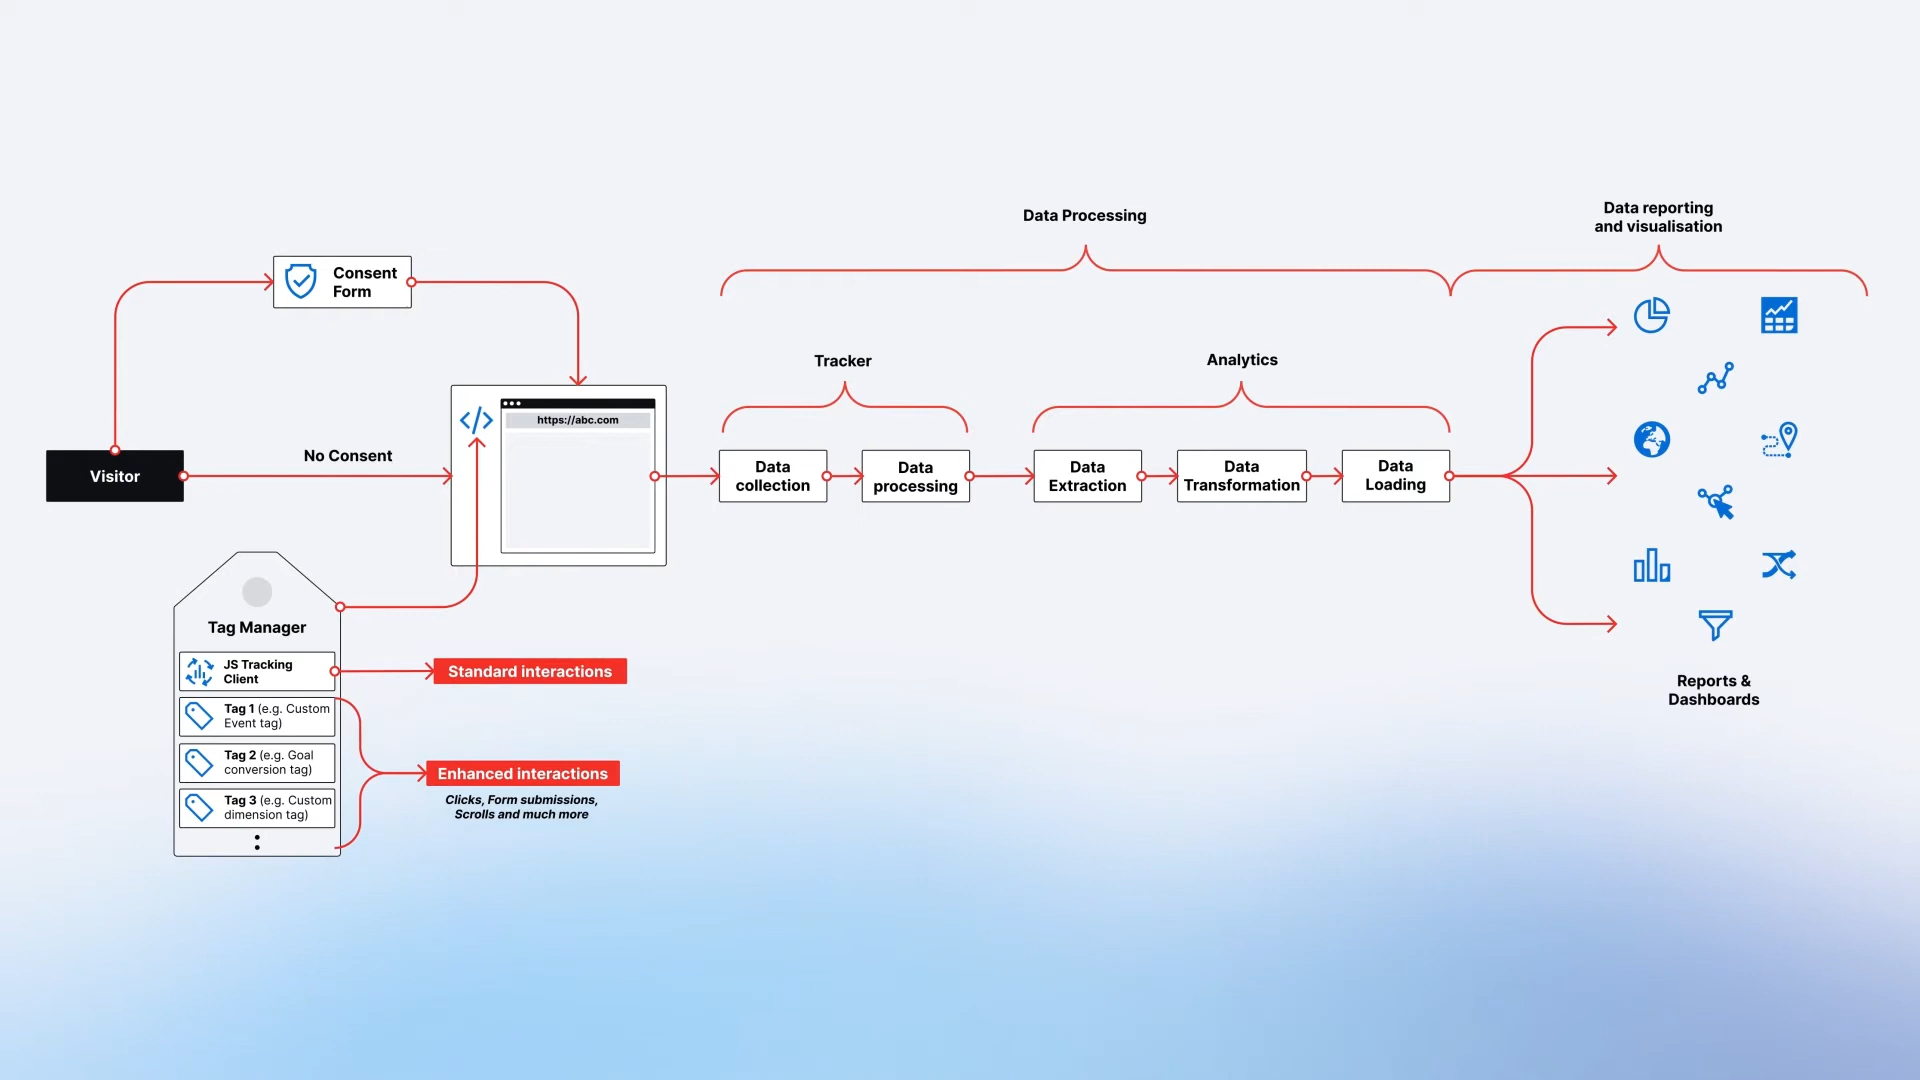 Data Processing
Data reporting
and visualisation
Consent
Form
Tracker
Analytics
https://abc.com
No Consent
Visitor
Data
collection
Data
processing
Data
Extraction
Data
Transformation
Data
Loading
Tag Manager
JS Tracking
Client
Standard interactions
Tag 1 (e.g. Custom
Event tag)
Tag 2 (e.g. Goal
conversion tag)
Tag 3 (e.g. Custom
dimension tag)
Enhanced interactions
Clicks, Form submissions,
Scrolls and much more
Reports &
Dashboards